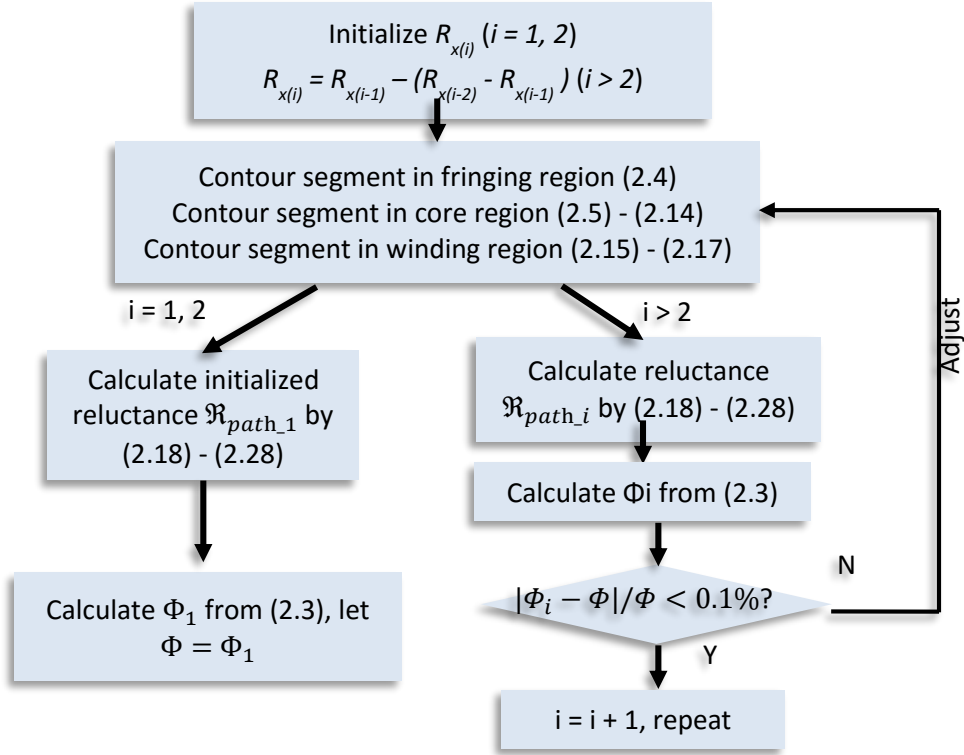 Initialize R_x(i) (i = 1, 2)
R_x(i) = R_x(i-1) – (R_x(i-2) - R_x(i-1) ) (i > 2)
Contour segment in fringing region (2.4)
Contour segment in core region (2.5) - (2.14)
Contour segment in winding region (2.15) - (2.17)
i = 1, 2
i > 2
Adjust
Calculate initialized
reluctance ℜ_path_1 by
(2.18) - (2.28)
Calculate reluctance
ℜ_path_i by (2.18) - (2.28)
Calculate Φi from (2.3)
Calculate Φ₁ from (2.3), let
Φ = Φ₁
|Φ_i − Φ|/Φ < 0.1%?
N
Y
i = i + 1, repeat